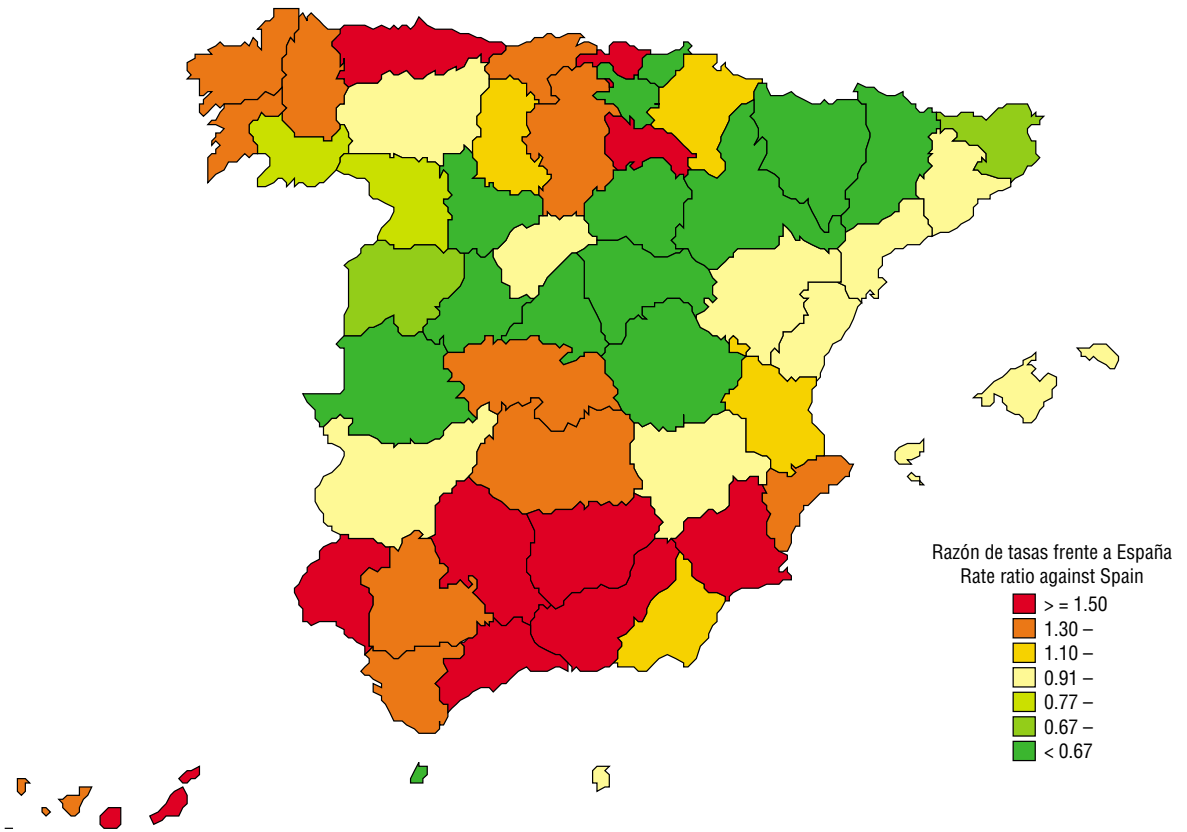 Razón de tasas frente a España
Rate ratio against Spain
> = 1.50
1.30 –
1.10 –
0.91 –
0.77 –
0.67 –
< 0.67